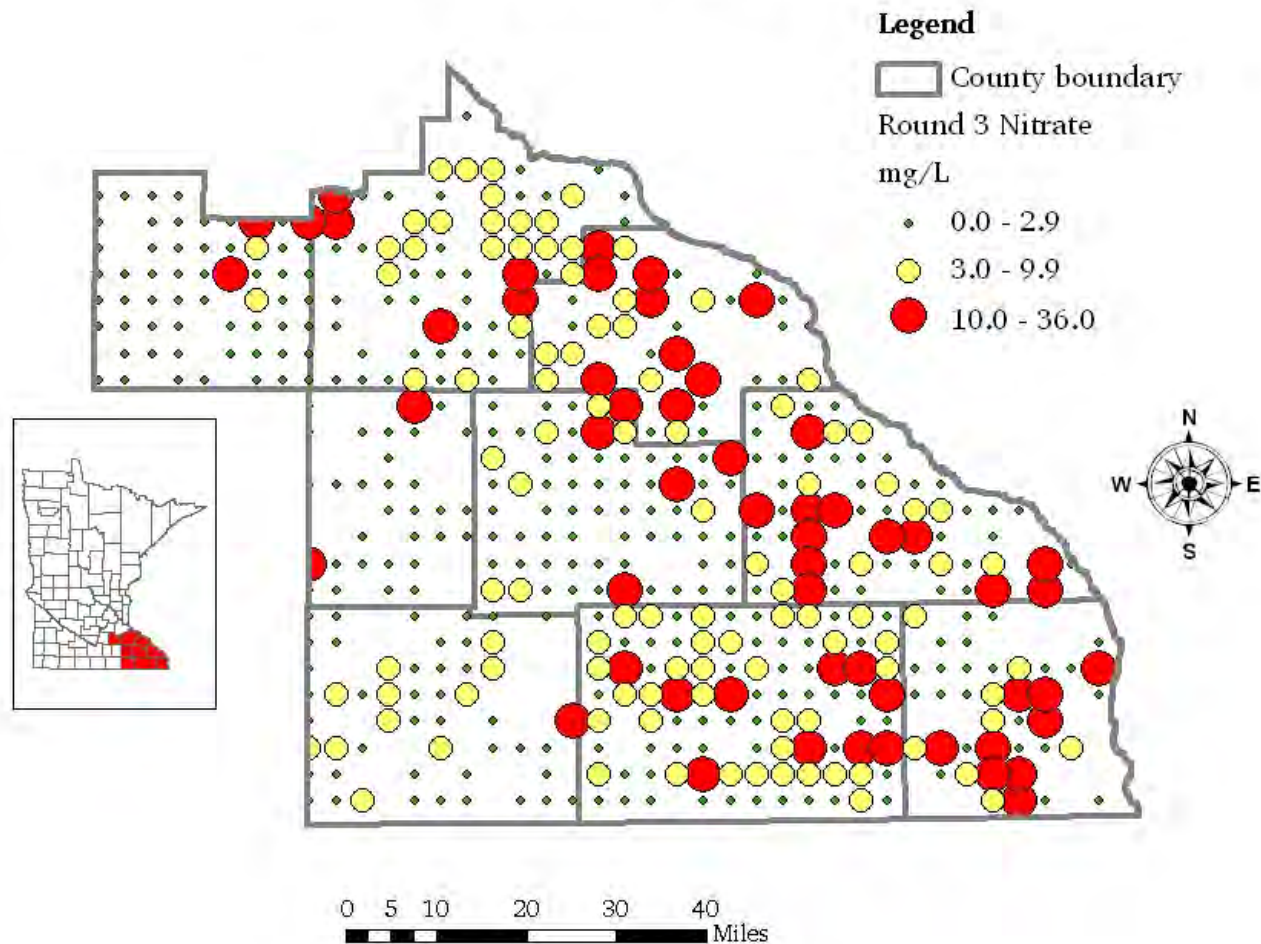 Legend
County boundary
Round 3 Nitrate
mg/L
0.0 - 2.9
3.0 - 9.9
10.0 - 36.0
N
W E
S
0 5 10 20 30 40
Miles